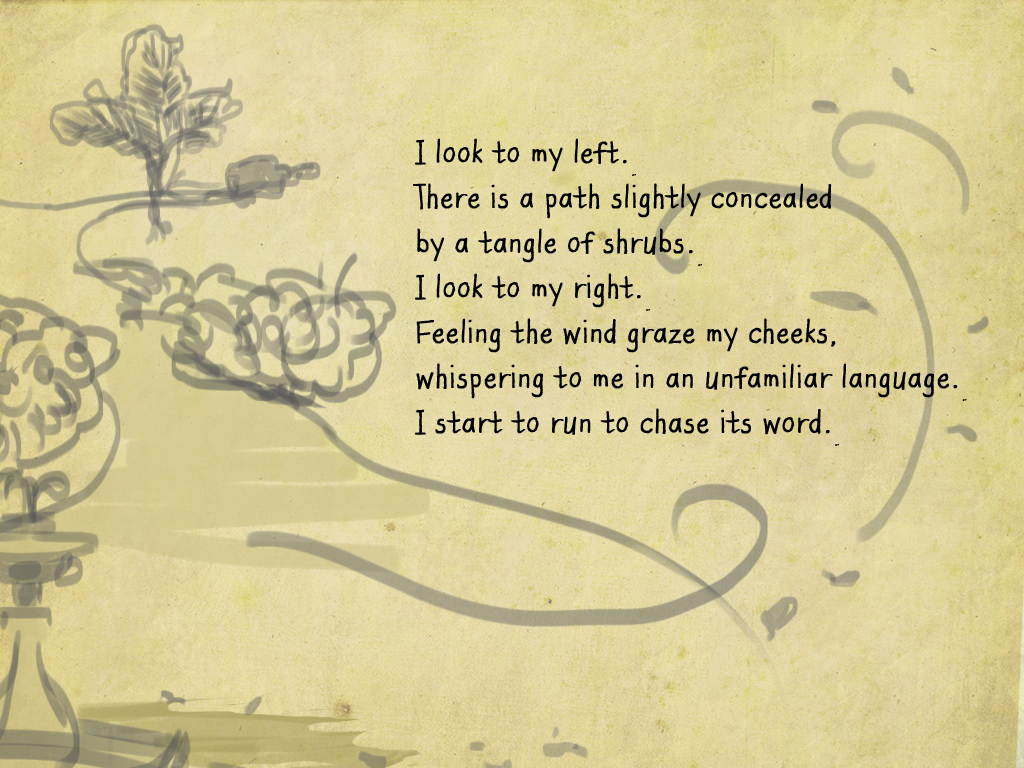 I look to my left.
There is a path slightly concealed
by a tangle of shrubs.
I look to my right.
Feeling the wind graze my cheeks,
whispering to me in an unfamiliar language.
I start to run to chase its word.